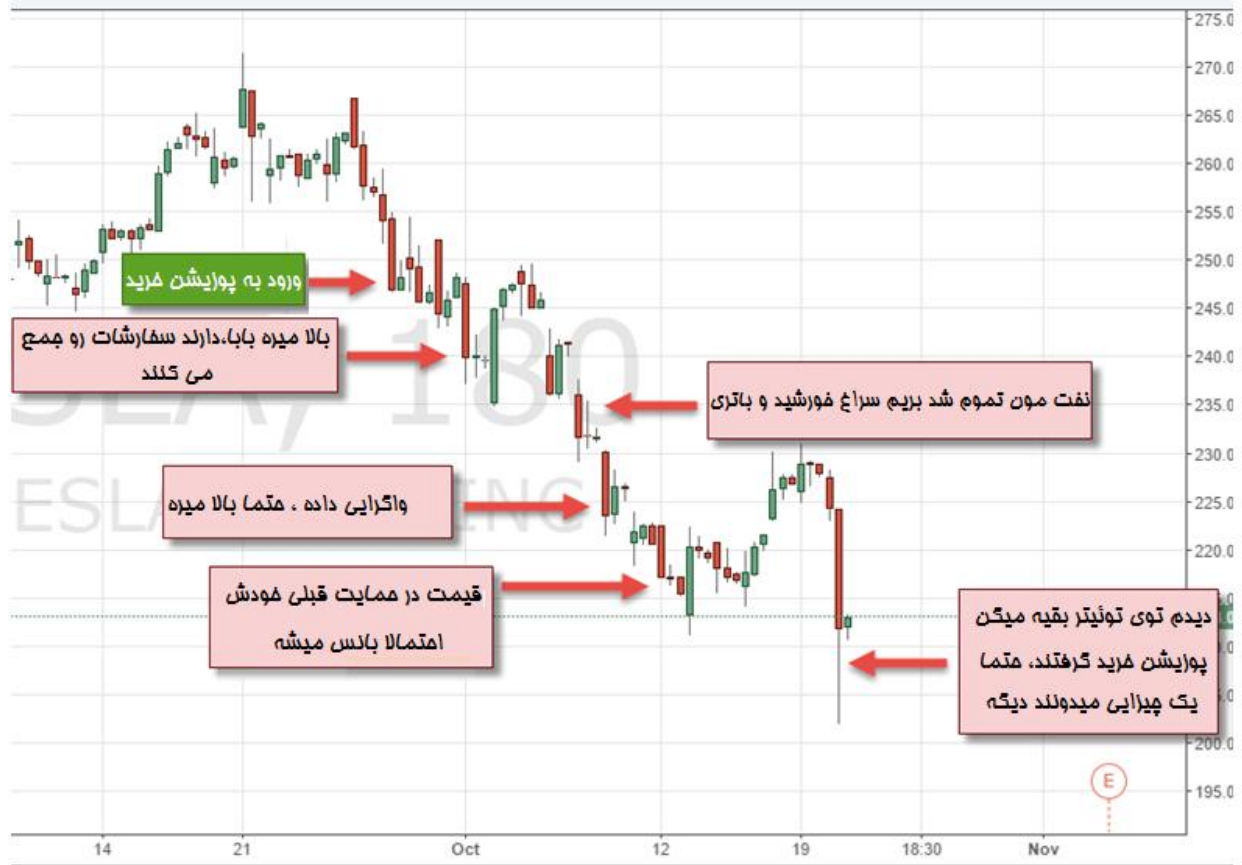 275.0
270.0
265.0
260.0
255.0
250.0
245.0
240.0
235.0
230.0
225.0
220.0
200.0
195.0
ورود به پوزیشن خرید
بالا میره بابا،دارند سفارشات رو جمع
می کنند
نفت مون تموم شد بریم سراغ خورشید و باتری
واگرایی داده ، حتما بالا میره
قیمت در حمایت قبلی خودش
احتمالا بانس میشه
دیدم توی توئیتر بقیه میگن
پوزیشن خرید گرفتند، حتما
یک چیزایی میدونند دیگه
SLA, 180
ESL
INC
E
14
21
Oct
12
19
18:30
Nov